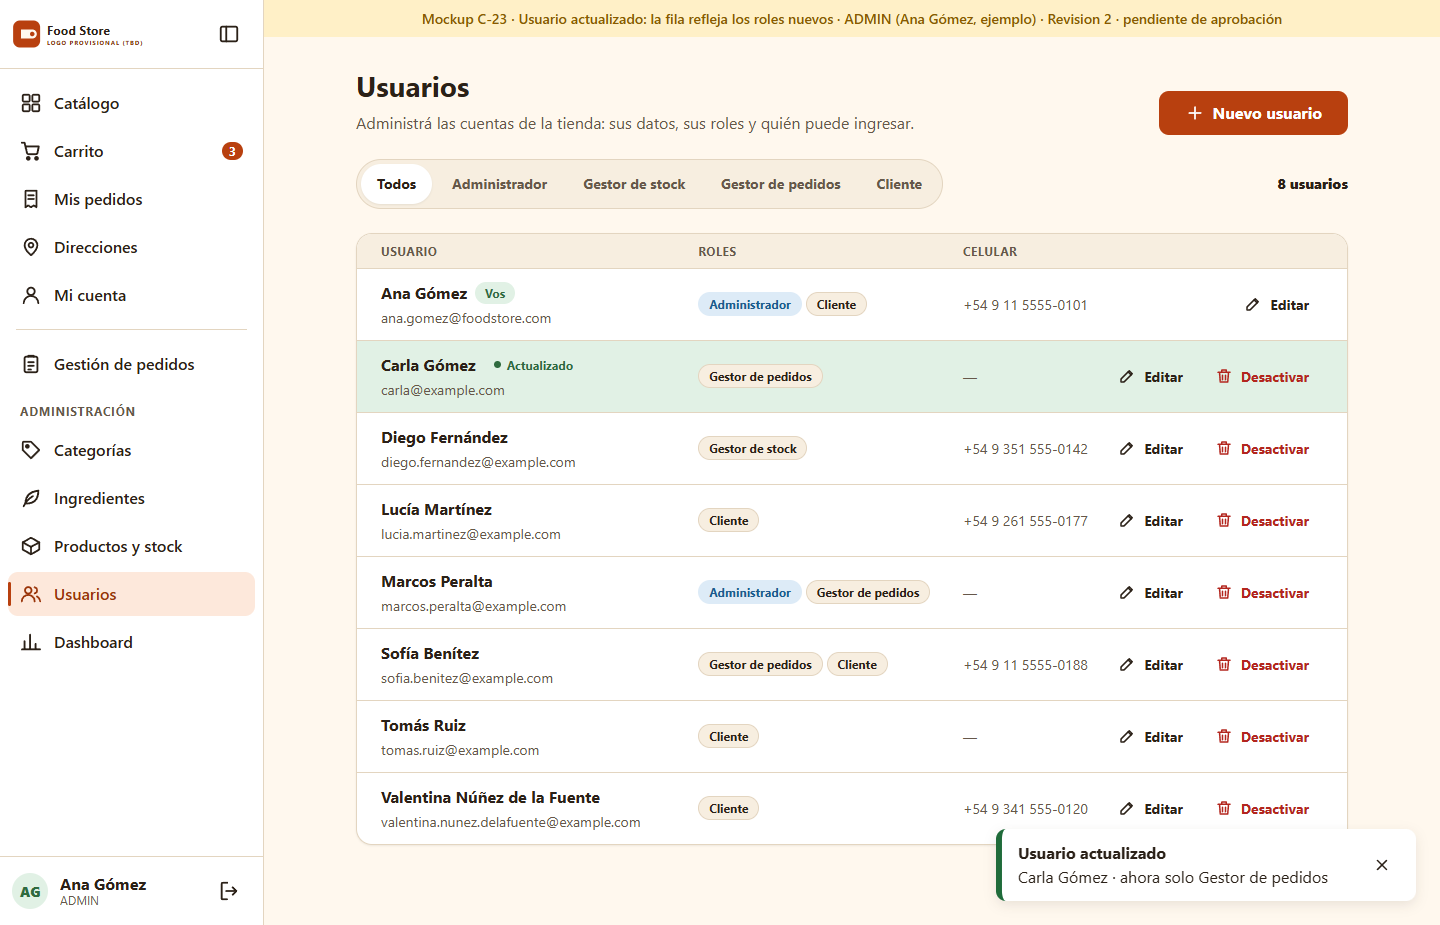 Food Store
LOGO PROVISIONAL (TBD)
Catálogo
Carrito 3
Mis pedidos
Direcciones
Mi cuenta
Gestión de pedidos
ADMINISTRACIÓN
Categorías
Ingredientes
Productos y stock
Usuarios
Dashboard
AG
Ana Gómez
ADMIN
Mockup C-23 · Usuario actualizado: la fila refleja los roles nuevos · ADMIN (Ana Gómez, ejemplo) · Revision 2 · pendiente de aprobación
Usuarios
Administrá las cuentas de la tienda: sus datos, sus roles y quién puede ingresar.
Nuevo usuario
Todos Administrador Gestor de stock Gestor de pedidos Cliente
8 usuarios
USUARIO ROLES CELULAR
Ana Gómez Vos
ana.gomez@foodstore.com
Administrador Cliente +54 9 11 5555-0101 Editar
Carla Gómez Actualizado
carla@example.com
Gestor de pedidos — Editar Desactivar
Diego Fernández
diego.fernandez@example.com
Gestor de stock +54 9 351 555-0142 Editar Desactivar
Lucía Martínez
lucia.martinez@example.com
Cliente +54 9 261 555-0177 Editar Desactivar
Marcos Peralta
marcos.peralta@example.com
Administrador Gestor de pedidos — Editar Desactivar
Sofía Benítez
sofia.benitez@example.com
Gestor de pedidos Cliente +54 9 11 5555-0188 Editar Desactivar
Tomás Ruiz
tomas.ruiz@example.com
Cliente — Editar Desactivar
Valentina Núñez de la Fuente
valentina.nunez.delafuente@example.com
Cliente +54 9 341 555-0120 Editar Desactivar
Usuario actualizado
Carla Gómez · ahora solo Gestor de pedidos